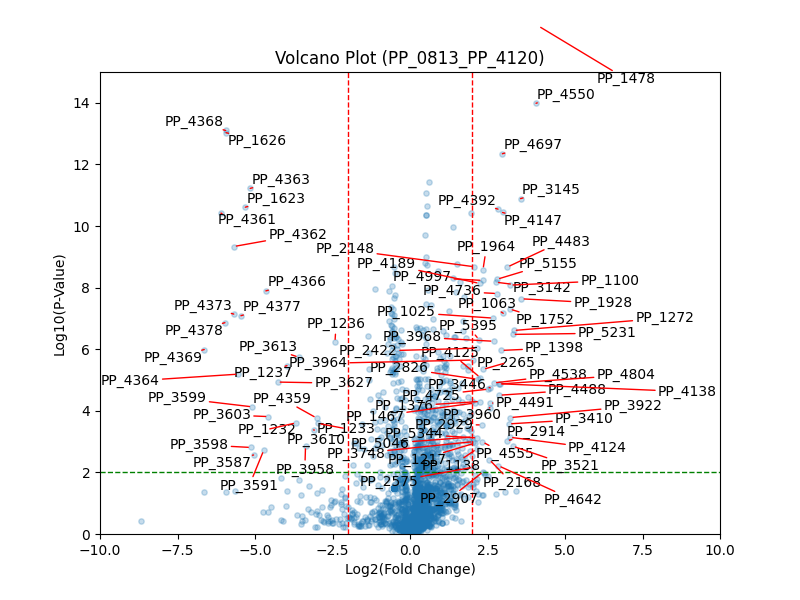 Volcano Plot (PP_0813_PP_4120)
PP_1478
PP_4550
PP_4368
PP_1626
PP_4697
PP_4363
PP_3145
PP_1623
PP_4392
PP_4361
PP_4147
PP_4362
PP_2148
PP_1964
PP_4483
PP_4189
PP_5155
PP_4997
PP_4366
PP_1100
PP_4736
PP_3142
PP_4373
PP_4377
PP_1063
PP_1928
PP_1025
PP_4378
PP_1236
PP_5395
PP_1752
PP_1272
PP_3968
PP_5231
PP_3613
PP_2422
PP_4125
PP_1398
PP_4369
PP_3964
PP_2265
PP_1237
PP_2826
PP_4538
PP_4804
PP_4364
PP_3627
PP_3446
PP_4488
PP_4138
PP_3599
PP_4359
PP_4725
PP_1376
PP_4491
PP_3922
PP_3603
PP_1467
PP_3960
PP_3410
PP_1232
PP_1233
PP_2929
PP_2914
PP_3610
PP_5344
PP_3598
PP_5046
PP_4124
PP_3748
PP_4555
PP_3587
PP_1217
PP_1138
PP_3521
PP_3958
PP_3591
PP_2575
PP_2168
PP_2907
PP_4642
14
12
10
8
6
4
2
0
Log10(P-Value)
−10.0 −7.5 −5.0 −2.5 0.0 2.5 5.0 7.5 10.0
Log2(Fold Change)